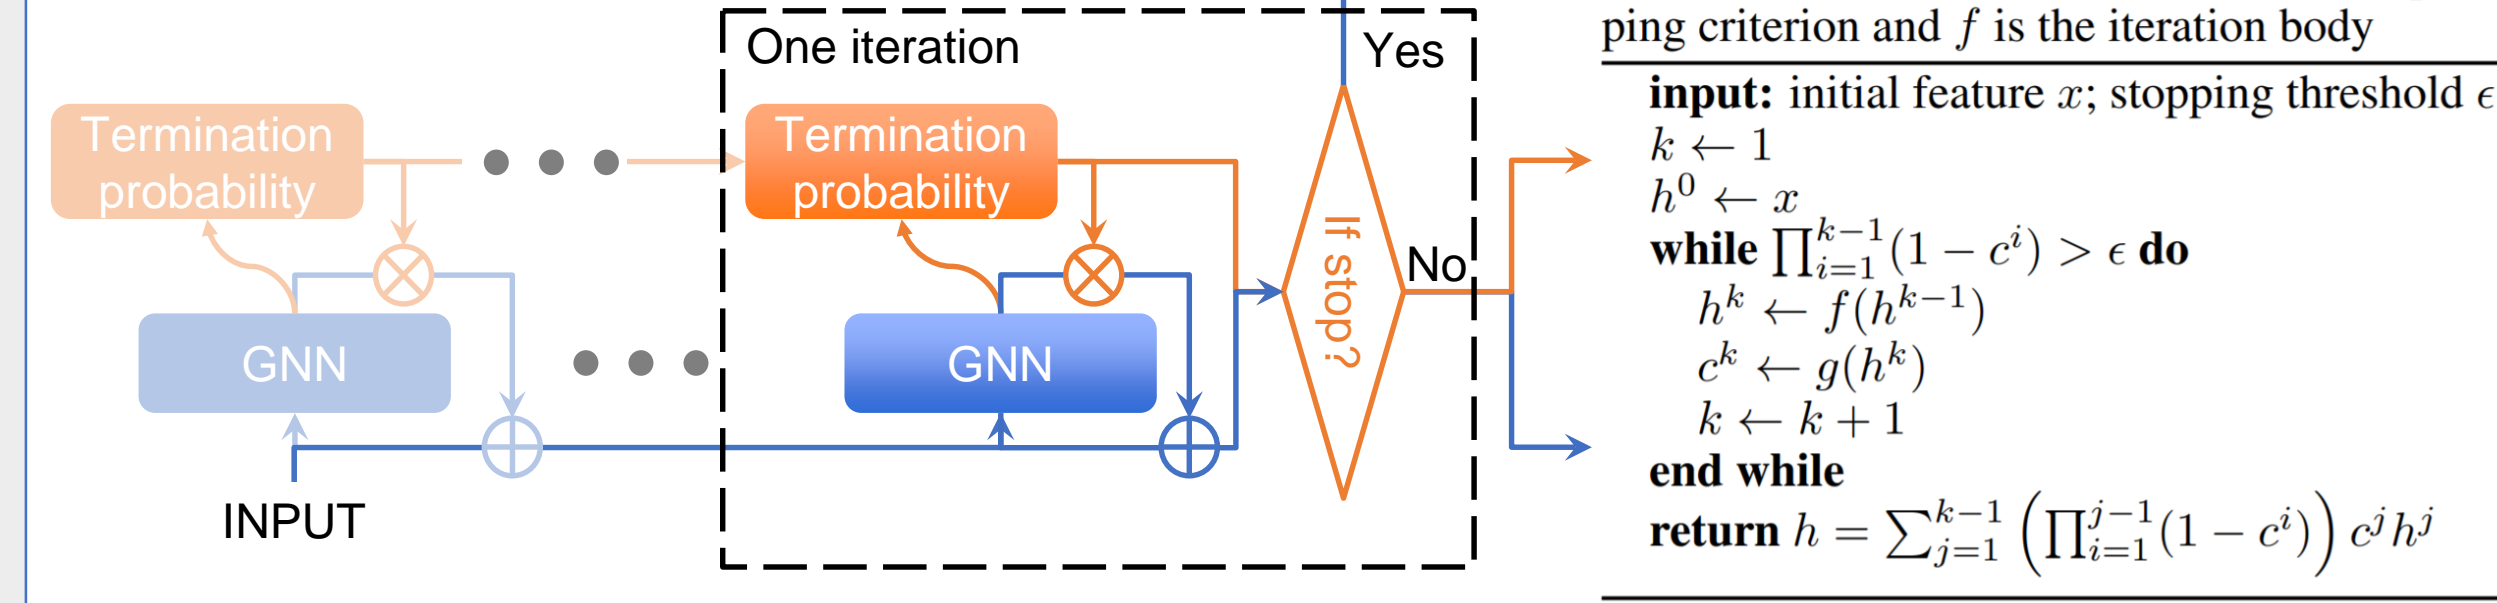 One iteration
Yes
Termination
probability
Termination
probability
If stop?
No
GNN
GNN
INPUT
ping criterion and f is the iteration body
input: initial feature x; stopping threshold ϵ
k ← 1
h⁰ ← x
while ∏_{i=1}^{k−1}(1 − c^i) > ϵ do
h^k ← f(h^{k−1})
c^k ← g(h^k)
k ← k + 1
end while
return h = ∑_{j=1}^{k−1} (∏_{i=1}^{j−1}(1 − c^i)) c^j h^j